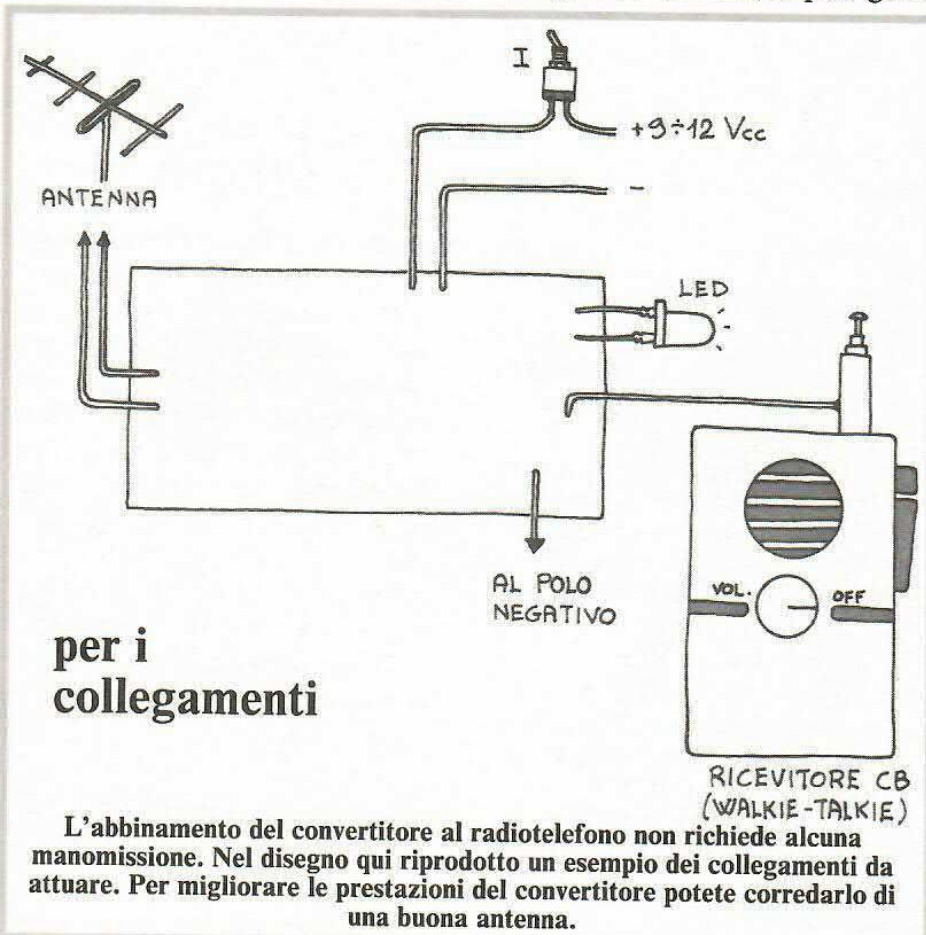 I
+9÷12 Vcc
-
ANTENNA
LED
AL POLO
NEGATIVO
VOL.
OFF
per i
collegamenti
RICEVITORE CB
(WALKIE-TALKIE)
L'abbinamento del convertitore al radiotelefono non richiede alcuna
manomissione. Nel disegno qui riprodotto un esempio dei collegamenti da
attuare. Per migliorare le prestazioni del convertitore potete corredarlo di
una buona antenna.